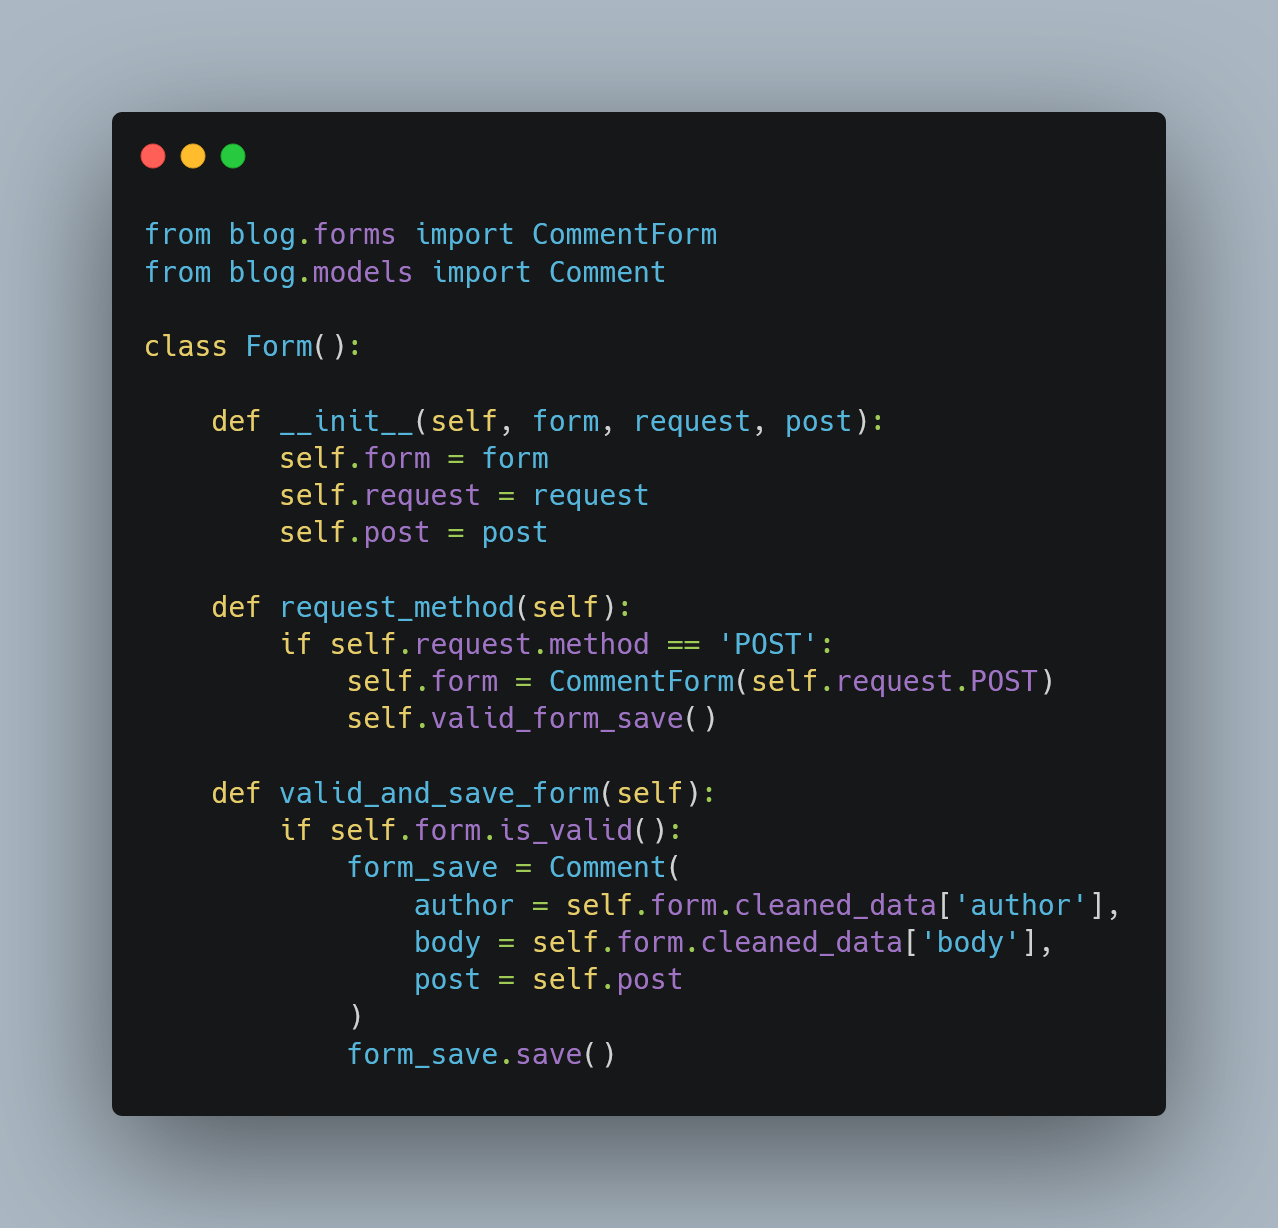 from blog.forms import CommentForm
from blog.models import Comment

class Form():

    def __init__(self, form, request, post):
        self.form = form
        self.request = request
        self.post = post

    def request_method(self):
        if self.request.method == 'POST':
            self.form = CommentForm(self.request.POST)
            self.valid_form_save()

    def valid_and_save_form(self):
        if self.form.is_valid():
            form_save = Comment(
                author = self.form.cleaned_data['author'],
                body = self.form.cleaned_data['body'],
                post = self.post
            )
            form_save.save()